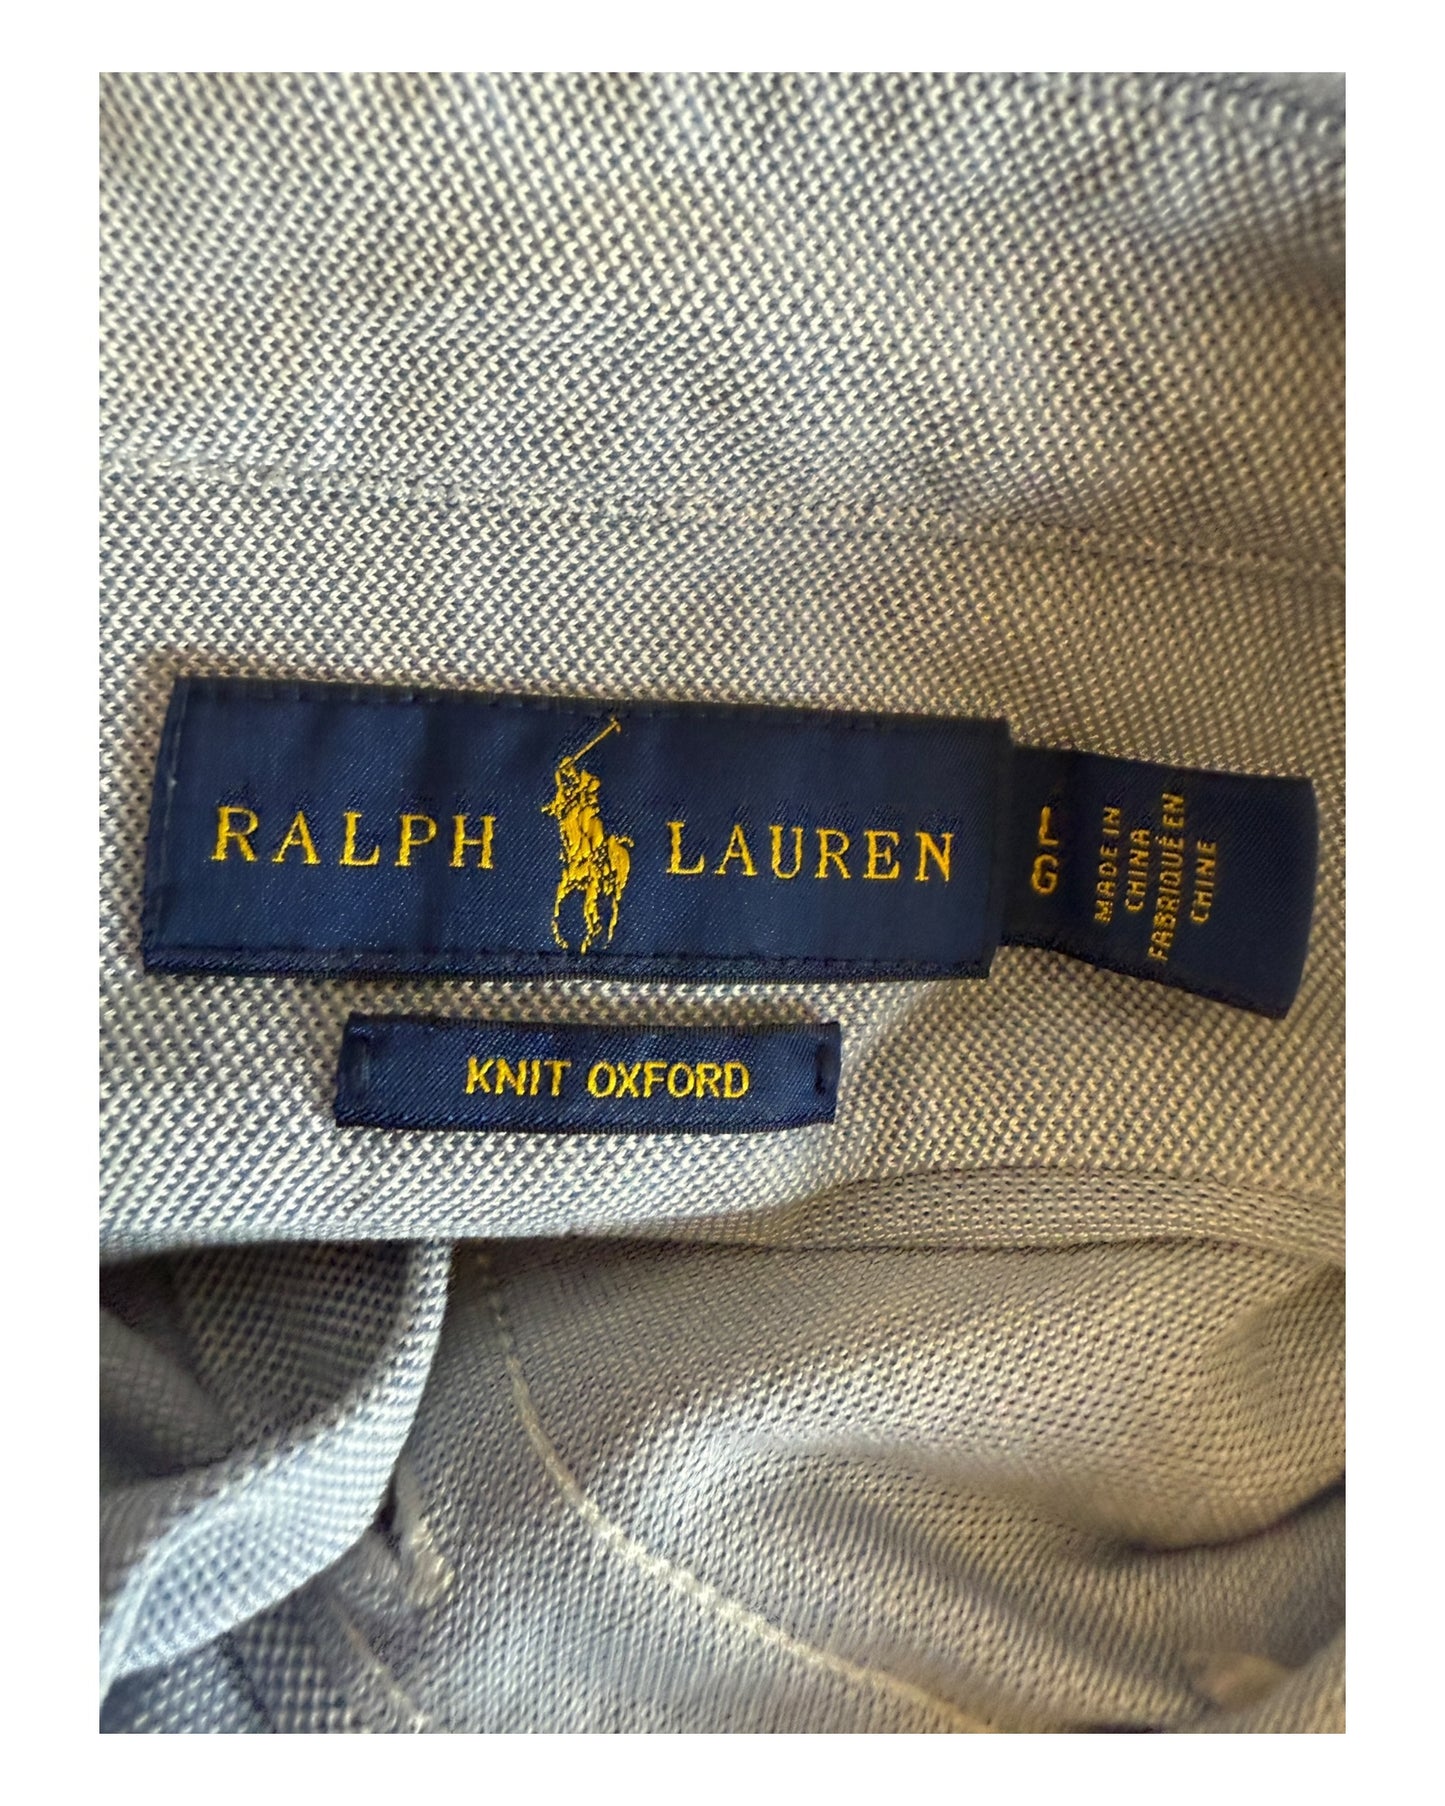 RALPH LAUREN
L
G
MADE IN
CHINA
FABRIQUÉ EN
CHINE
KNIT OXFORD